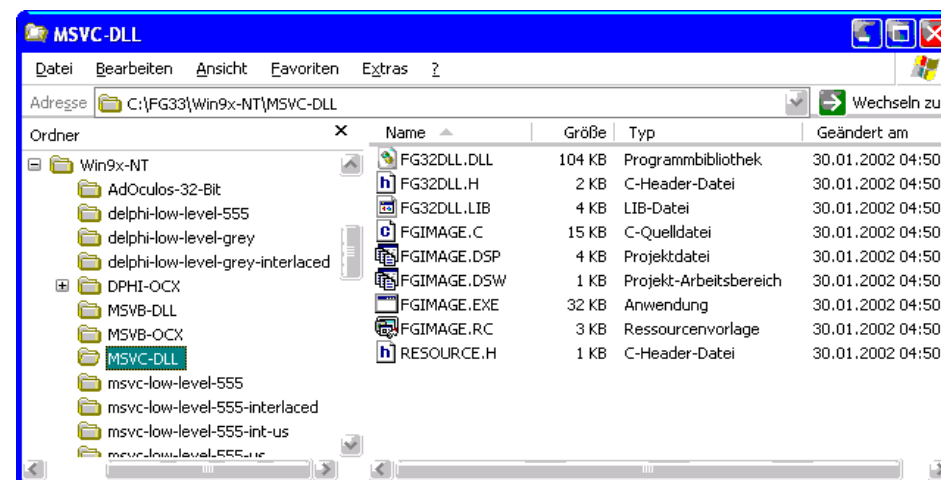 MSVC-DLL
Datei Bearbeiten Ansicht Favoriten Extras ?
Adresse C:\FG33\Win9x-NT\MSVC-DLL Wechseln zu
Ordner × Name Größe Typ Geändert am
Win9x-NT
AdOculos-32-Bit
delphi-low-level-555
delphi-low-level-grey
delphi-low-level-grey-interlaced
DPHI-OCX
MSVB-DLL
MSVB-OCX
MSVC-DLL
msvc-low-level-555
msvc-low-level-555-interlaced
msvc-low-level-555-int-us
msvc-low-level-555-us
FG32DLL.DLL 104 KB Programmbibliothek 30.01.2002 04:50
FG32DLL.H 2 KB C-Header-Datei 30.01.2002 04:50
FG32DLL.LIB 4 KB LIB-Datei 30.01.2002 04:50
FGIMAGE.C 15 KB C-Quelldatei 30.01.2002 04:50
FGIMAGE.DSP 4 KB Projektdatei 30.01.2002 04:50
FGIMAGE.DSW 1 KB Projekt-Arbeitsbereich 30.01.2002 04:50
FGIMAGE.EXE 32 KB Anwendung 30.01.2002 04:50
FGIMAGE.RC 3 KB Ressourcenvorlage 30.01.2002 04:50
RESOURCE.H 1 KB C-Header-Datei 30.01.2002 04:50